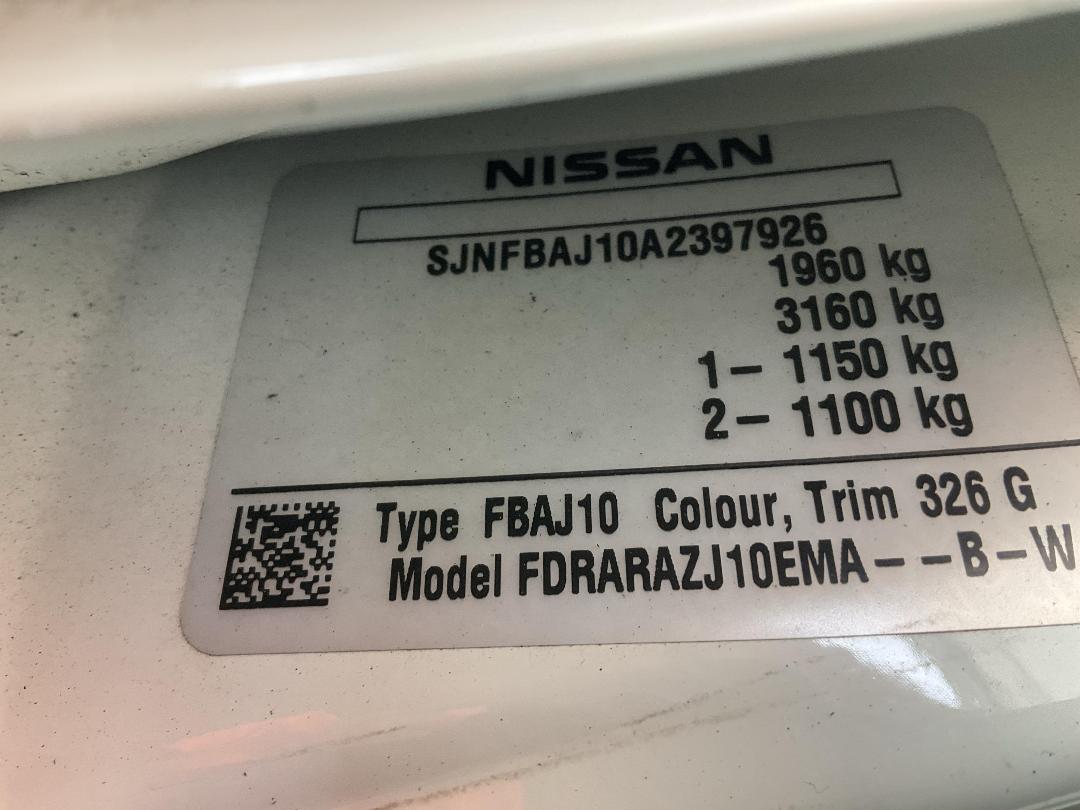 NISSAN
SJNFBAJ10A2397926
1960 kg
3160 kg
1- 1150 kg
2- 1100 kg
Type FBAJ10 Colour, Trim 326 G
Model FDRARAZJ10EMA--B-W